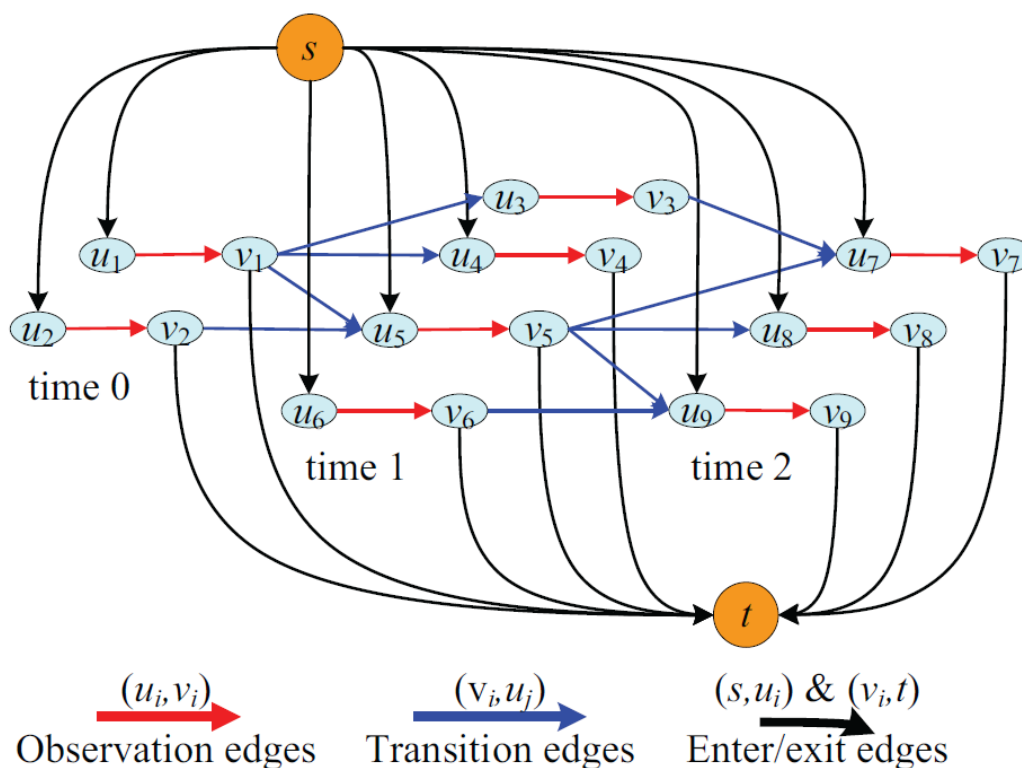 s
u3 v3
u1 v1 u4 v4 u7 v7
u2 v2 u5 v5 u8 v8
time 0
u6 v6 u9 v9
time 1 time 2
t
(ui,vi) (vi,uj) (s,ui) & (vi,t)
Observation edges Transition edges Enter/exit edges